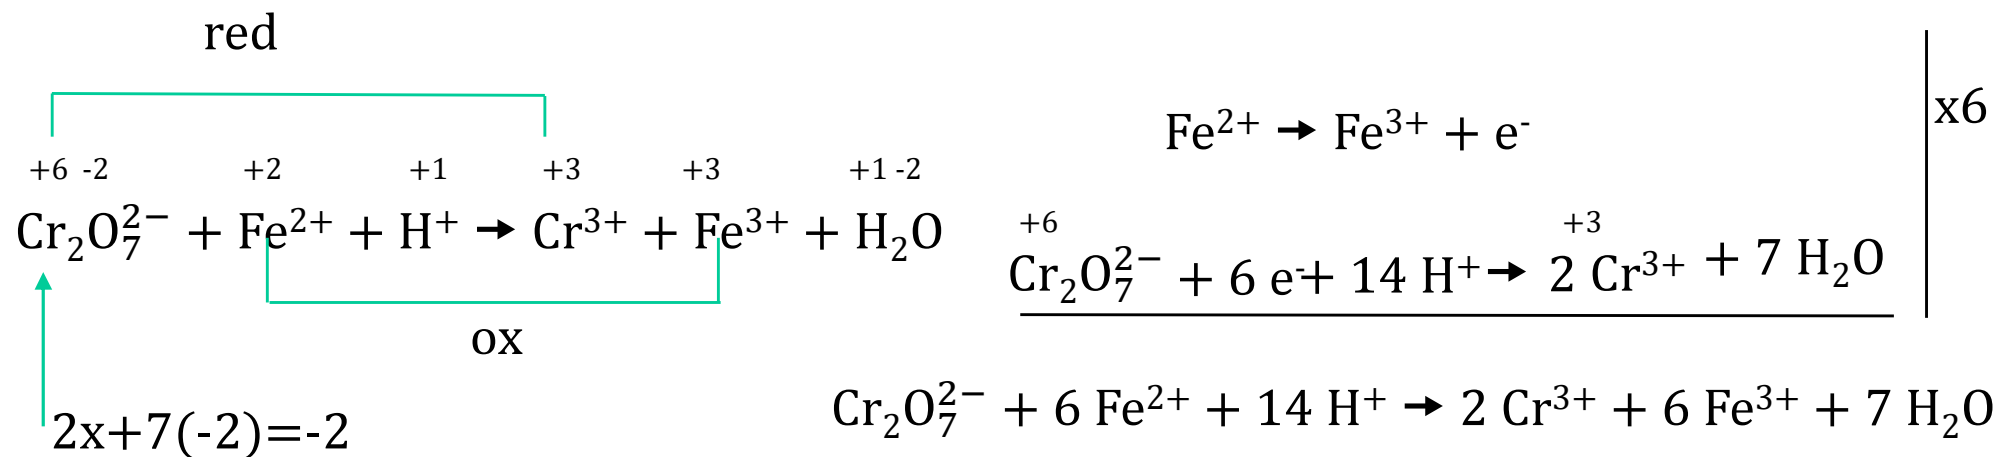 red
+6 -2 +2 +1 +3 +3 +1 -2
Cr₂O₇²⁻ + Fe²⁺ + H⁺ → Cr³⁺ + Fe³⁺ + H₂O
ox
2x+7(-2)=-2
Fe²⁺ → Fe³⁺ + e⁻
x6
+6 +3
Cr₂O₇²⁻ + 6 e⁻+ 14 H⁺→ 2 Cr³⁺ + 7 H₂O
Cr₂O₇²⁻ + 6 Fe²⁺ + 14 H⁺ → 2 Cr³⁺ + 6 Fe³⁺ + 7 H₂O